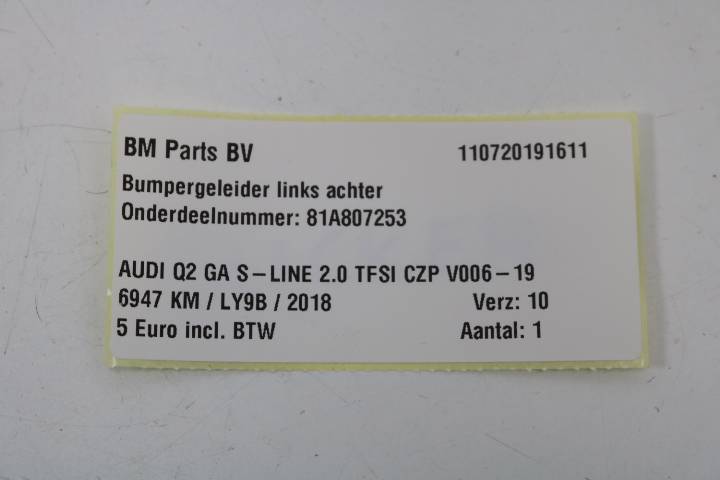 BM Parts BV 110720191611
Bumpergeleider links achter
Onderdeelnummer: 81A807253
AUDI Q2 GA S-LINE 2.0 TFSI CZP V006-19
6947 KM / LY9B / 2018 Verz: 10
5 Euro incl. BTW Aantal: 1